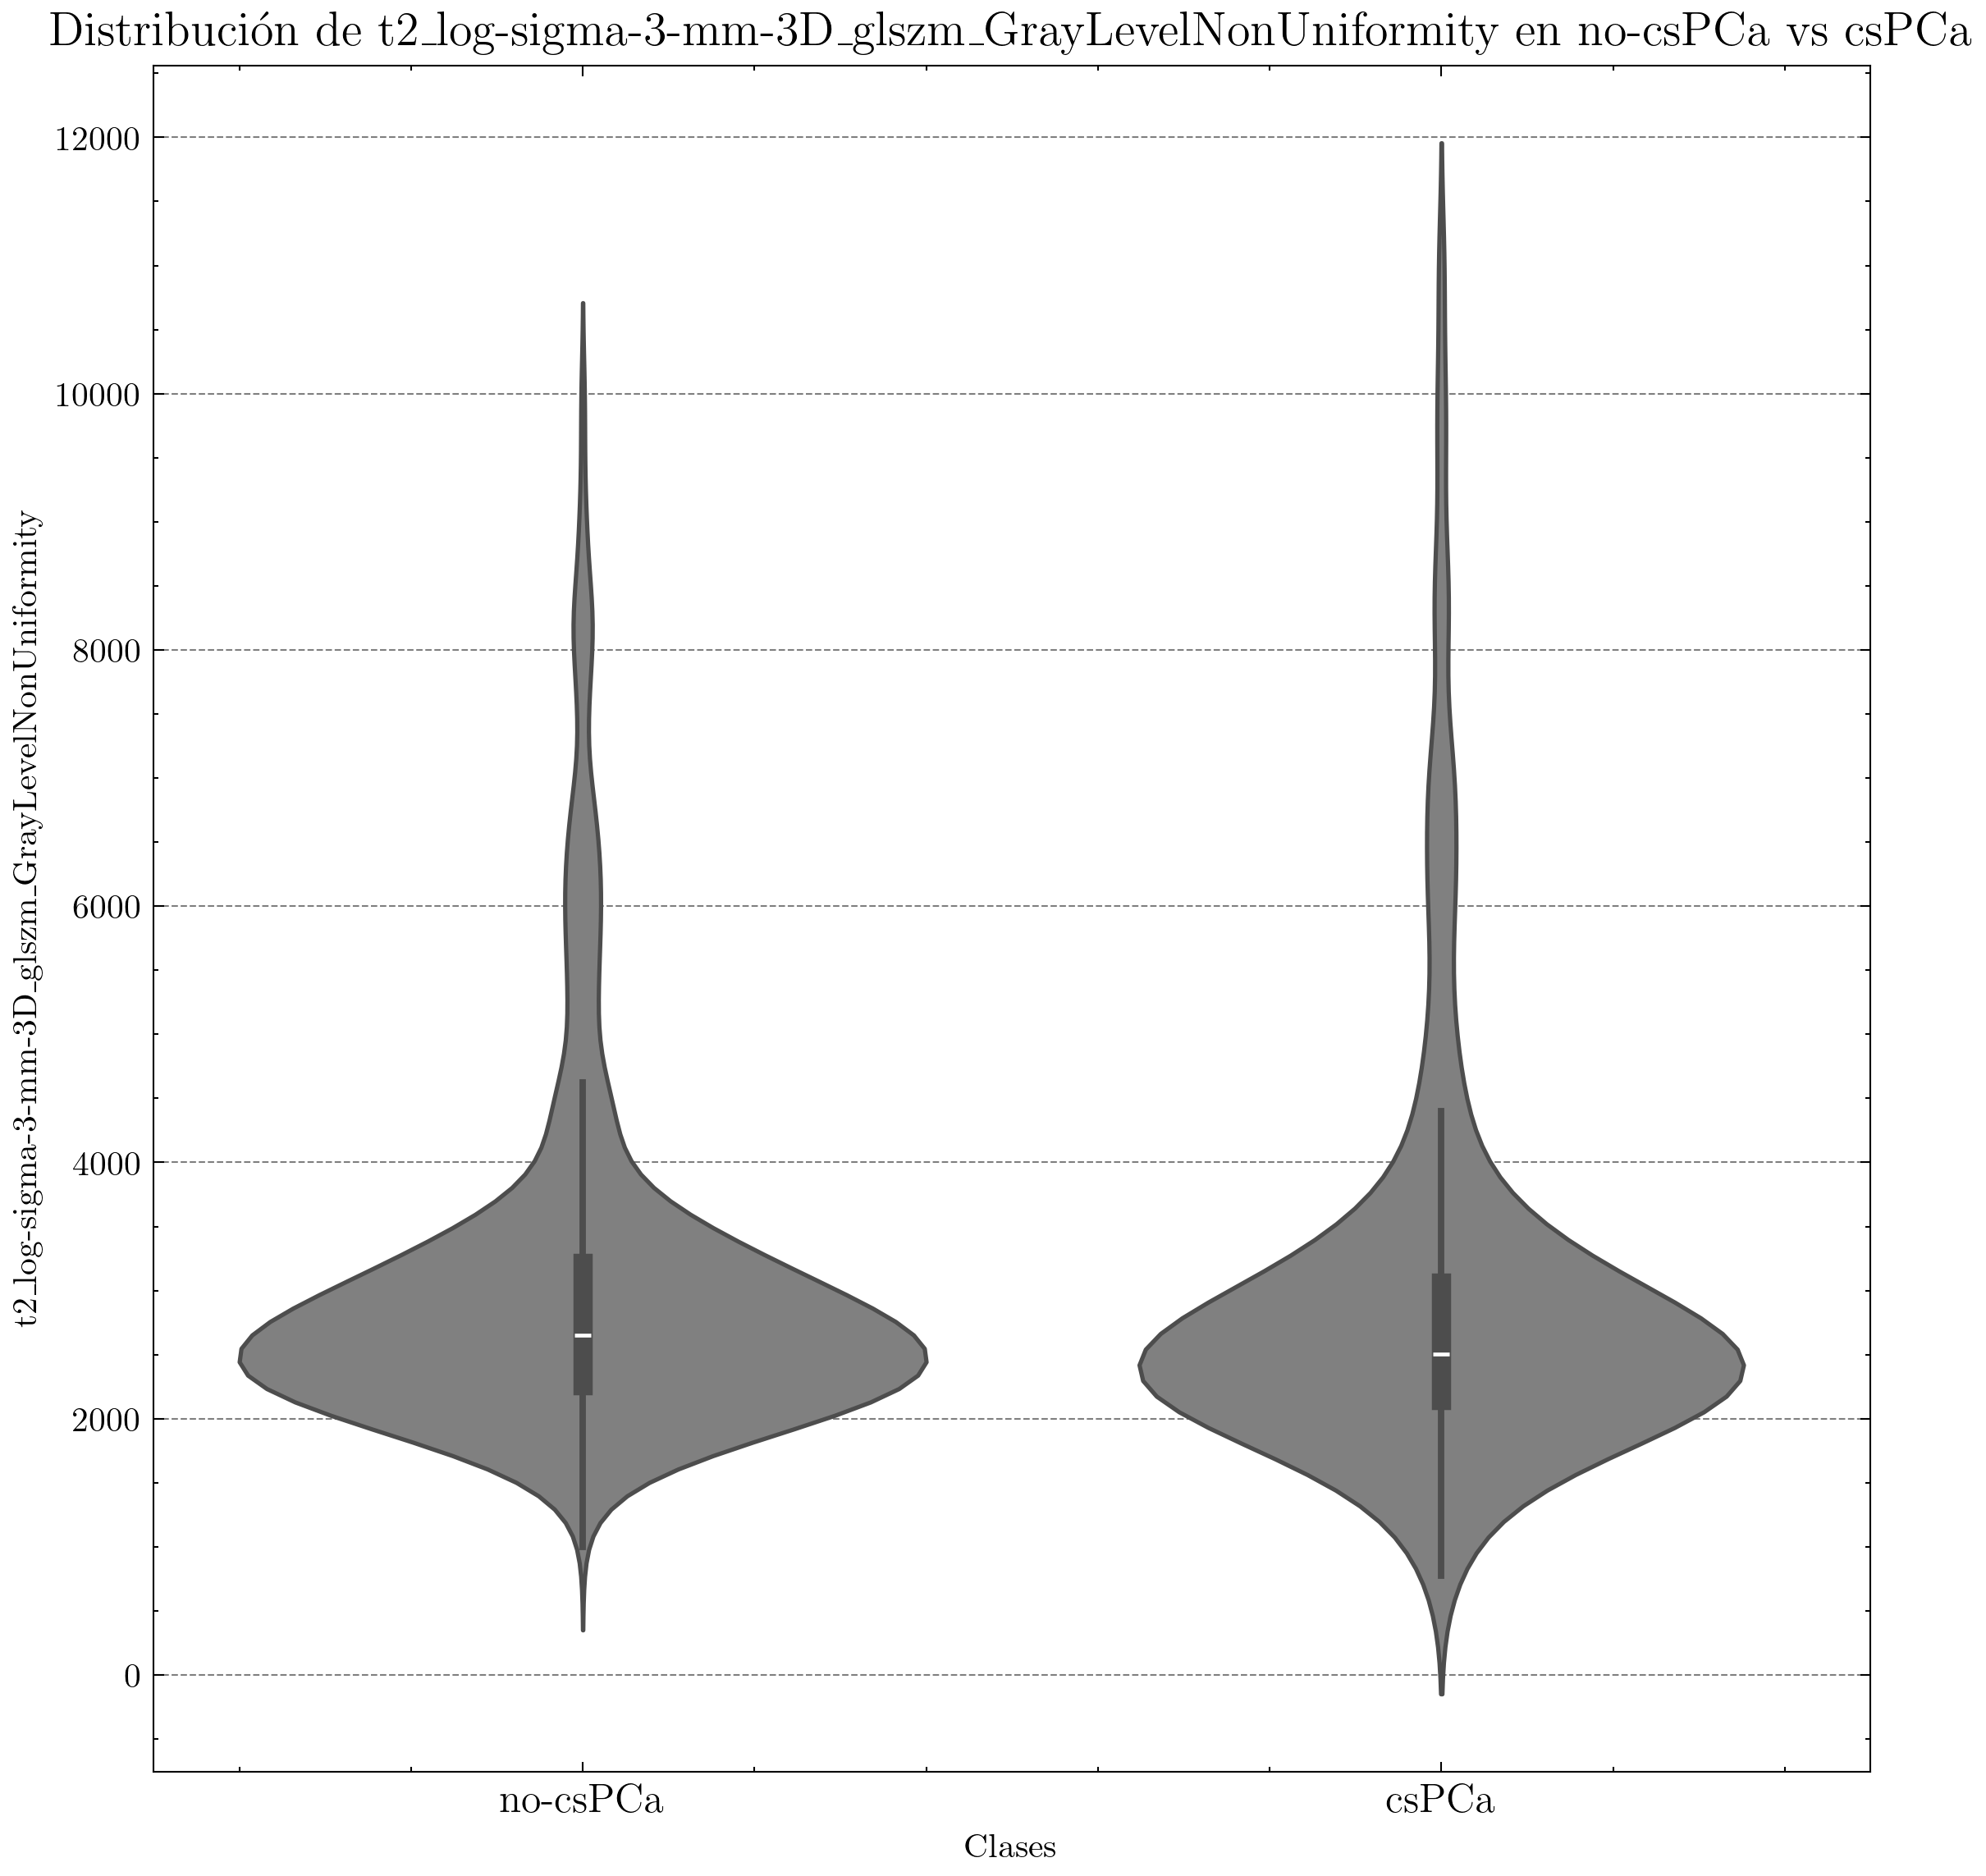 Distribución de t2_log-sigma-3-mm-3D_glszm_GrayLevelNonUniformity en no-csPCa vs csPCa
t2_log-sigma-3-mm-3D_glszm_GrayLevelNonUniformity
12000
10000
8000
6000
4000
2000
0
no-csPCa
csPCa
Clases